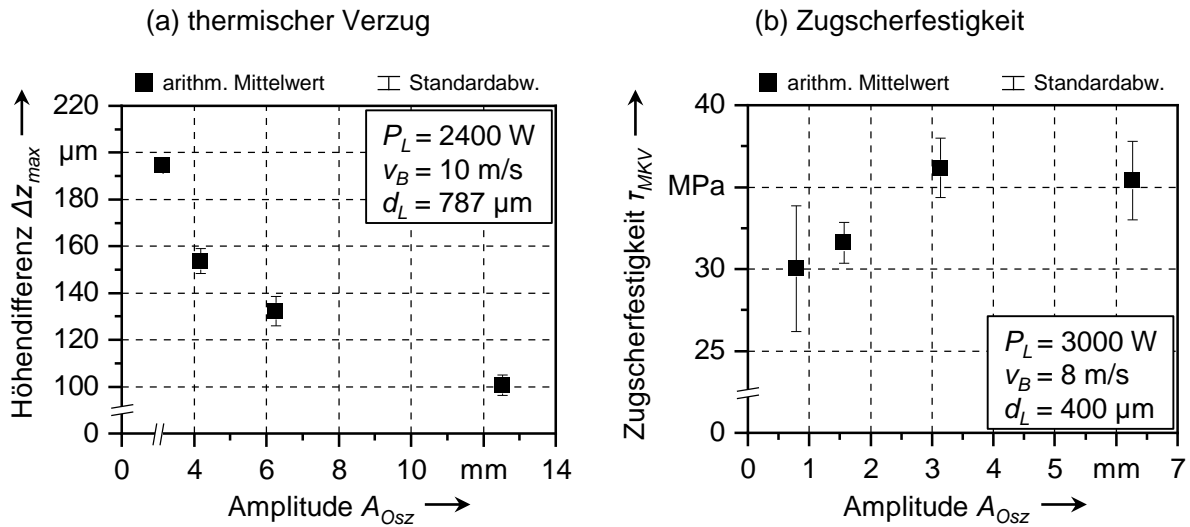 (a) thermischer Verzug
arithm. Mittelwert
Standardabw.
Höhendifferenz Δz_max
220
µm
180
160
140
130
120
100
0
P_L = 2400 W
v_B = 10 m/s
d_L = 787 µm
0
4
6
8
10
mm
14
Amplitude A_Osz
(b) Zugscherfestigkeit
arithm. Mittelwert
Standardabw.
Zugscherfestigkeit τ_MKV
40
MPa
30
25
0
P_L = 3000 W
v_B = 8 m/s
d_L = 400 µm
0
1
2
3
4
5
mm
7
Amplitude A_Osz